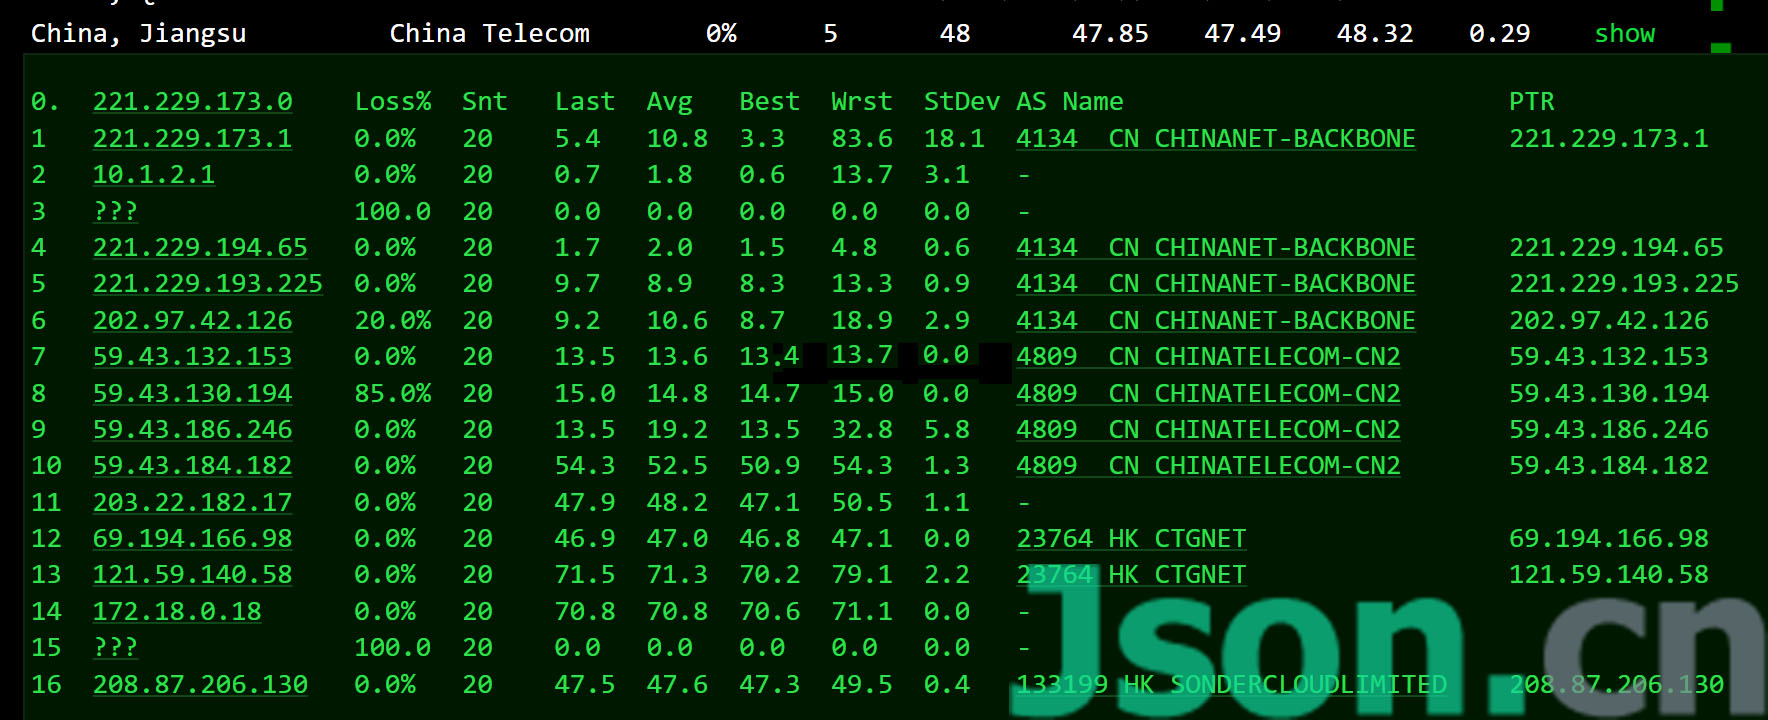 China, Jiangsu China Telecom 0% 5 48 47.85 47.49 48.32 0.29 show
0. 221.229.173.0 Loss% Snt Last Avg Best Wrst StDev AS Name PTR
1 221.229.173.1 0.0% 20 5.4 10.8 3.3 83.6 18.1 4134 CN CHINANET-BACKBONE 221.229.173.1
2 10.1.2.1 0.0% 20 0.7 1.8 0.6 13.7 3.1 -
3 ??? 100.0 20 0.0 0.0 0.0 0.0 0.0 -
4 221.229.194.65 0.0% 20 1.7 2.0 1.5 4.8 0.6 4134 CN CHINANET-BACKBONE 221.229.194.65
5 221.229.193.225 0.0% 20 9.7 8.9 8.3 13.3 0.9 4134 CN CHINANET-BACKBONE 221.229.193.225
6 202.97.42.126 20.0% 20 9.2 10.6 8.7 18.9 2.9 4134 CN CHINANET-BACKBONE 202.97.42.126
7 59.43.132.153 0.0% 20 13.5 13.6 13.4 13.7 0.0 4809 CN CHINATELECOM-CN2 59.43.132.153
8 59.43.130.194 85.0% 20 15.0 14.8 14.7 15.0 0.0 4809 CN CHINATELECOM-CN2 59.43.130.194
9 59.43.186.246 0.0% 20 13.5 19.2 13.5 32.8 5.8 4809 CN CHINATELECOM-CN2 59.43.186.246
10 59.43.184.182 0.0% 20 54.3 52.5 50.9 54.3 1.3 4809 CN CHINATELECOM-CN2 59.43.184.182
11 203.22.182.17 0.0% 20 47.9 48.2 47.1 50.5 1.1 -
12 69.194.166.98 0.0% 20 46.9 47.0 46.8 47.1 0.0 23764 HK CTGNET 69.194.166.98
13 121.59.140.58 0.0% 20 71.5 71.3 70.2 79.1 2.2 23764 HK CTGNET 121.59.140.58
14 172.18.0.18 0.0% 20 70.8 70.8 70.6 71.1 0.0 -
15 ??? 100.0 20 0.0 0.0 0.0 0.0 0.0 -
16 208.87.206.130 0.0% 20 47.5 47.6 47.3 49.5 0.4 133199 HK SONDERCLOUDLIMITED 208.87.206.130
Json.cn